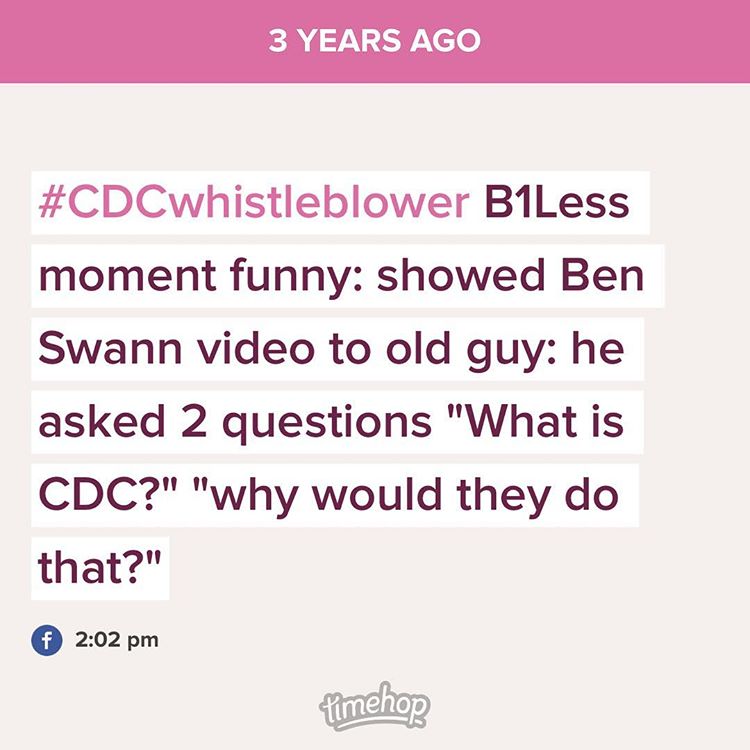 3 YEARS AGO
#CDCwhistleblower B1Less
moment funny: showed Ben
Swann video to old guy: he
asked 2 questions "What is
CDC?" "why would they do
that?"
f 2:02 pm
timehop